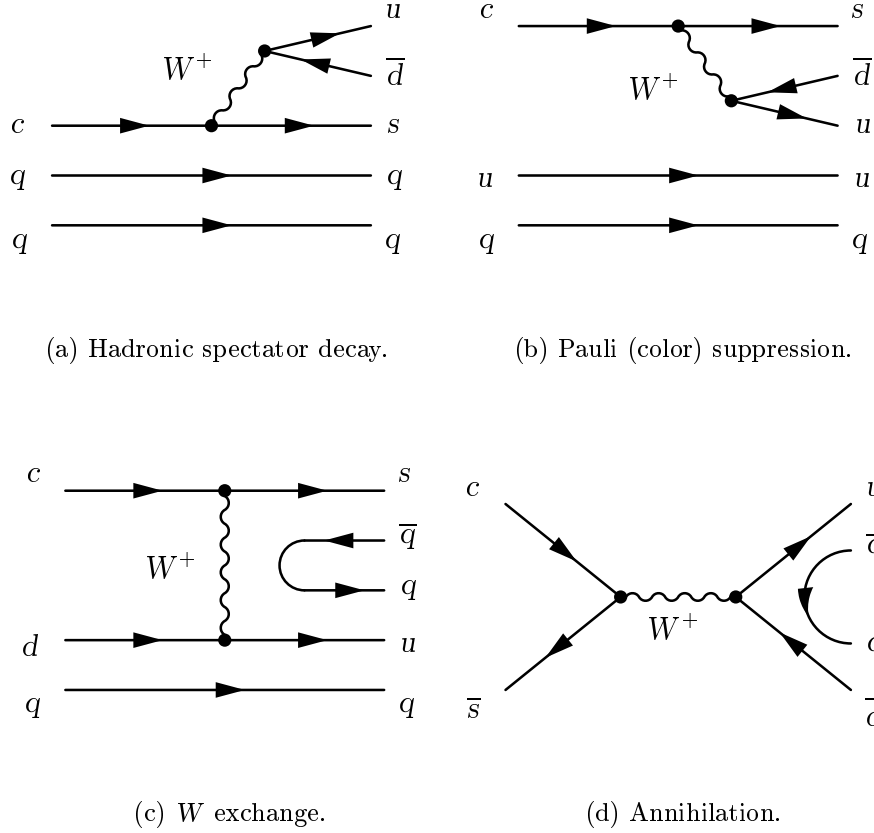 u
W⁺
d̅
c
s
q
q
q
q
(a) Hadronic spectator decay.
c
s
d̅
W⁺
u
u
u
q
q
(b) Pauli (color) suppression.
c
s
q̅
W⁺
q
d
u
q
q
(c) W exchange.
c
W⁺
s̅
(d) Annihilation.